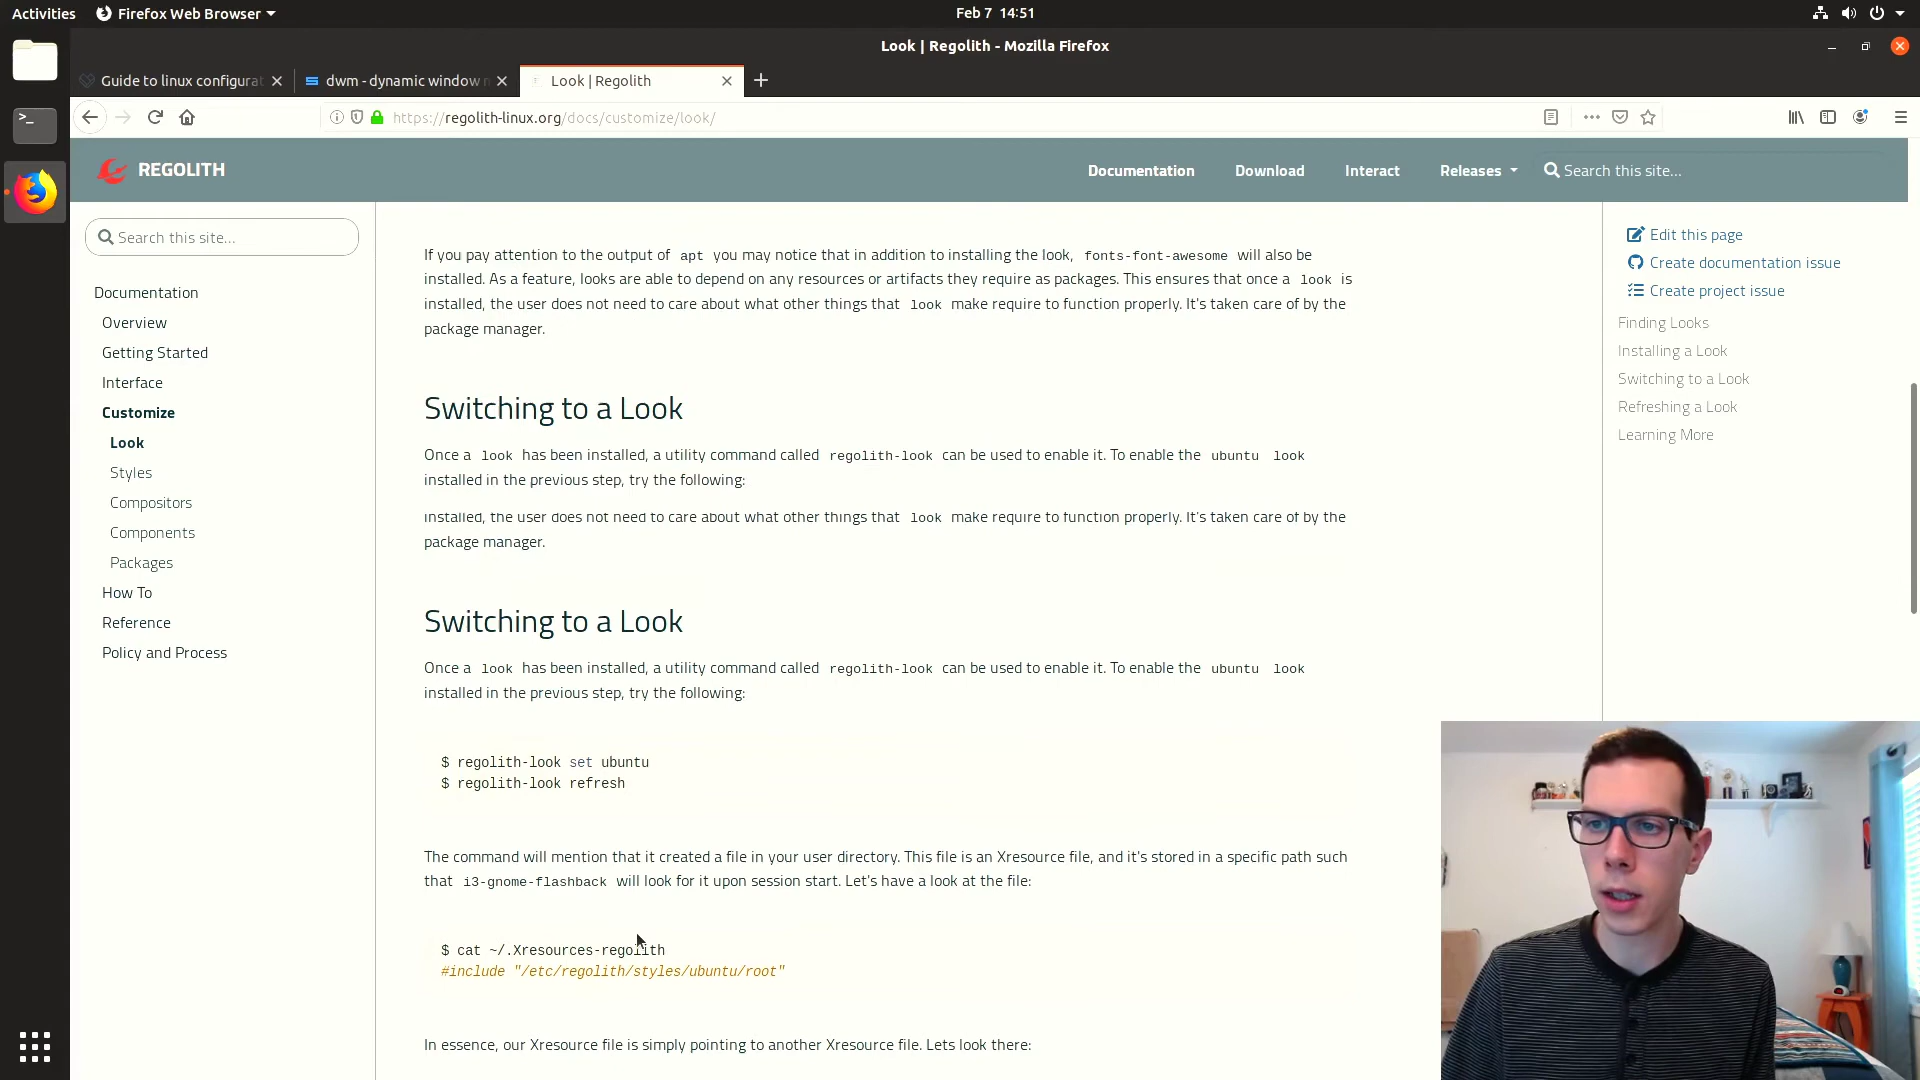 Activities
Firefox Web Browser
Feb 7 14:51
Look | Regolith - Mozilla Firefox
Guide to linux configurat
dwm - dynamic window
Look | Regolith
https://regolith-linux.org/docs/customize/look/
REGOLITH
Documentation
Download
Interact
Releases
Search this site…
Search this site…
Documentation
Overview
Getting Started
Interface
Customize
Look
Styles
Compositors
Components
Packages
How To
Reference
Policy and Process
If you pay attention to the output of apt you may notice that in addition to installing the look, fonts-font-awesome will also be
installed. As a feature, looks are able to depend on any resources or artifacts they require as packages. This ensures that once a look is
installed, the user does not need to care about what other things that look make require to function properly. It's taken care of by the
package manager.
Switching to a Look
Once a look has been installed, a utility command called regolith-look can be used to enable it. To enable the ubuntu look
installed in the previous step, try the following:
installed, the user does not need to care about what other things that look make require to function properly. It's taken care of by the
package manager.
Switching to a Look
Once a look has been installed, a utility command called regolith-look can be used to enable it. To enable the ubuntu look
installed in the previous step, try the following:
$ regolith-look set ubuntu
$ regolith-look refresh
The command will mention that it created a file in your user directory. This file is an Xresource file, and it's stored in a specific path such
that i3-gnome-flashback will look for it upon session start. Let's have a look at the file:
$ cat ~/.Xresources-regolith
#include "/etc/regolith/styles/ubuntu/root"
In essence, our Xresource file is simply pointing to another Xresource file. Lets look there:
Edit this page
Create documentation issue
Create project issue
Finding Looks
Installing a Look
Switching to a Look
Refreshing a Look
Learning More